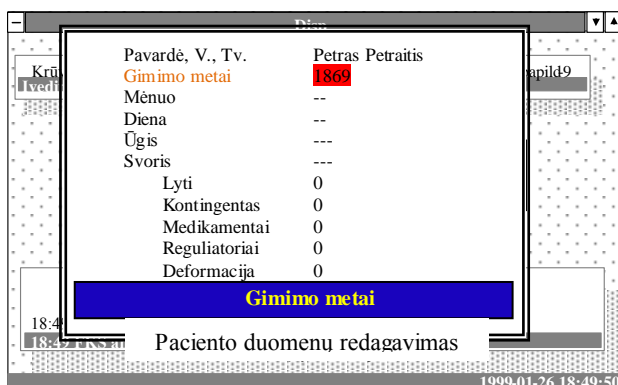 Disp
Pavardė, V., Tv. Petras Petraitis
Gimimo metai 1869
Mėnuo --
Diena --
Ūgis ---
Svoris ---
Lyti 0
Kontingentas 0
Medikamentai 0
Reguliatoriai 0
Deformacija 0
Gimimo metai
Paciento duomenų redagavimas
1999-01-26 18:49:50